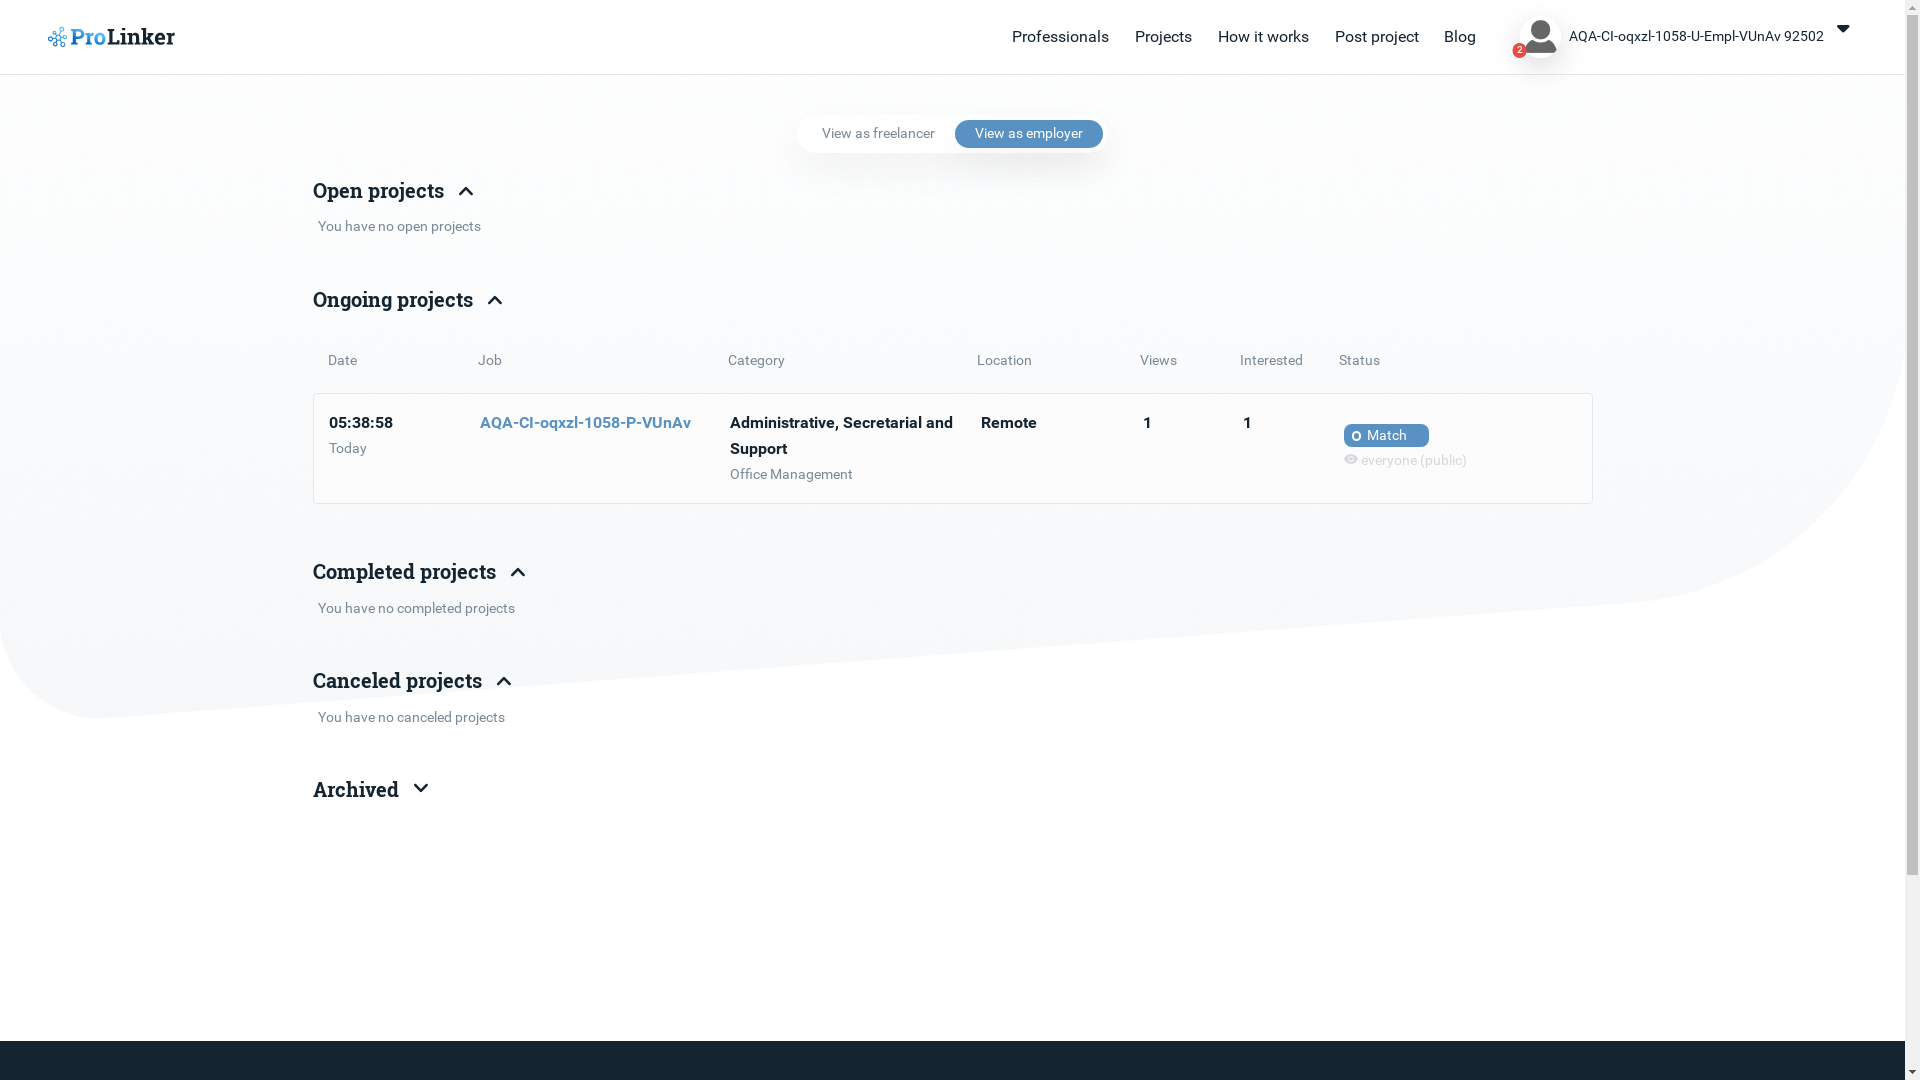 ProLinker
Professionals Projects How it works Post project Blog 2 AQA-CI-oqxzl-1058-U-Empl-VUnAv 92502
View as freelancer View as employer
Open projects
You have no open projects
Ongoing projects
Date Job Category Location Views Interested Status
05:38:58 AQA-CI-oqxzl-1058-P-VUnAv Administrative, Secretarial and Remote 1 1
Match
Today Support
everyone (public)
Office Management
Completed projects
You have no completed projects
Canceled projects
You have no canceled projects
Archived